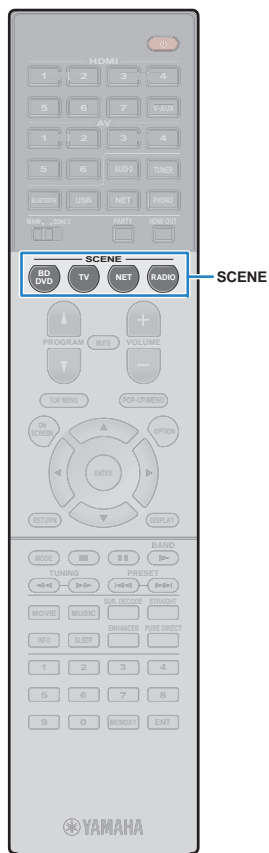 HDMI
1 2 3 4
5 6 7 V-AUX
AV
1 2 3 4
5 6 AUDIO TUNER
BLUETOOTH USB NET PHONO
MAIN ZONE 2 PARTY HDMI OUT
SCENE
BD DVD TV NET RADIO
SCENE
PROGRAM MUTE VOLUME
TOP MENU POP-UP/MENU
ON SCREEN OPTION
ENTER
RETURN DISPLAY
BAND
MODE
TUNING PRESET
MOVIE MUSIC SUR. DECODE STRAIGHT
INFO SLEEP ENHANCER PURE DIRECT
1 2 3 4
5 6 7 8
9 0 MEMORY ENT
YAMAHA